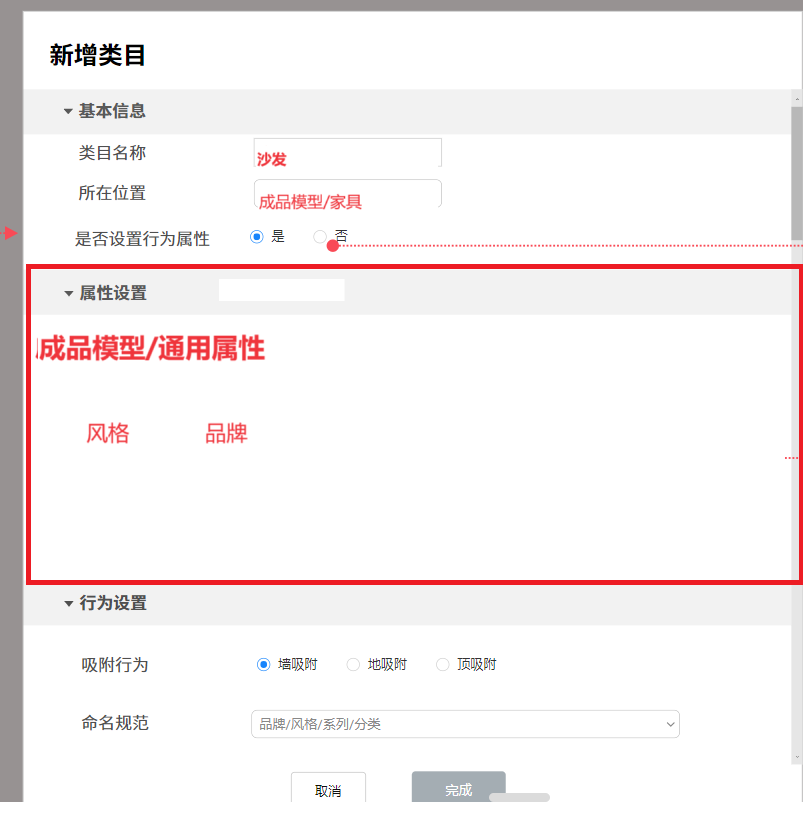 新增类目
基本信息
类目名称 沙发
所在位置 成品模型/家具
是否设置行为属性 是 否
属性设置
成品模型/通用属性
风格 品牌
行为设置
吸附行为 墙吸附 地吸附 顶吸附
命名规范 品牌/风格/系列/分类
取消 完成